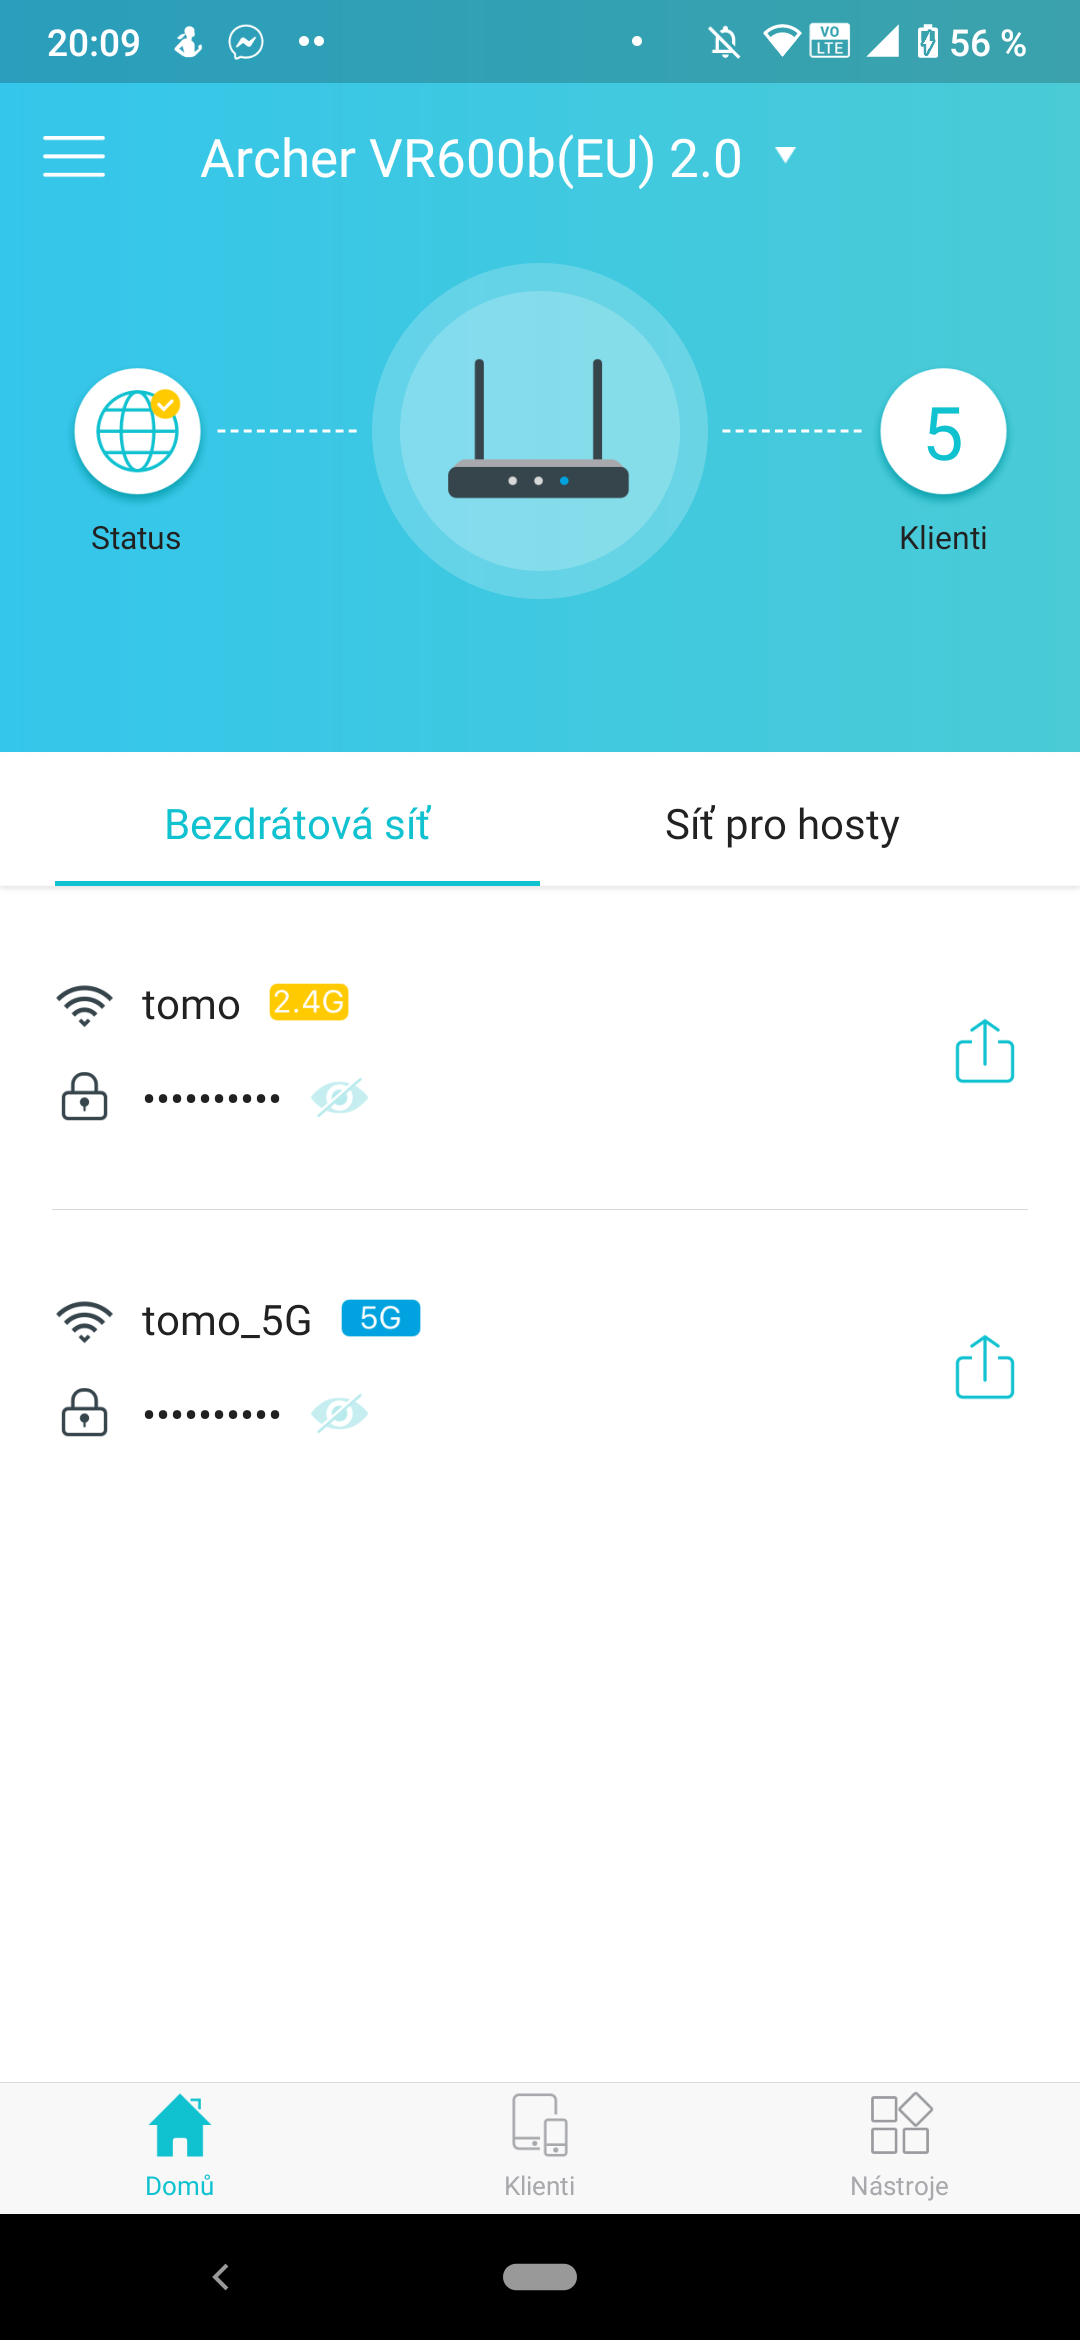 20:09
VO
LTE
56 %
Archer VR600b(EU) 2.0
5
Status
Klienti
Bezdrátová síť
Síť pro hosty
tomo 2.4G
••••••••••
tomo_5G 5G
••••••••••
Domů
Klienti
Nástroje